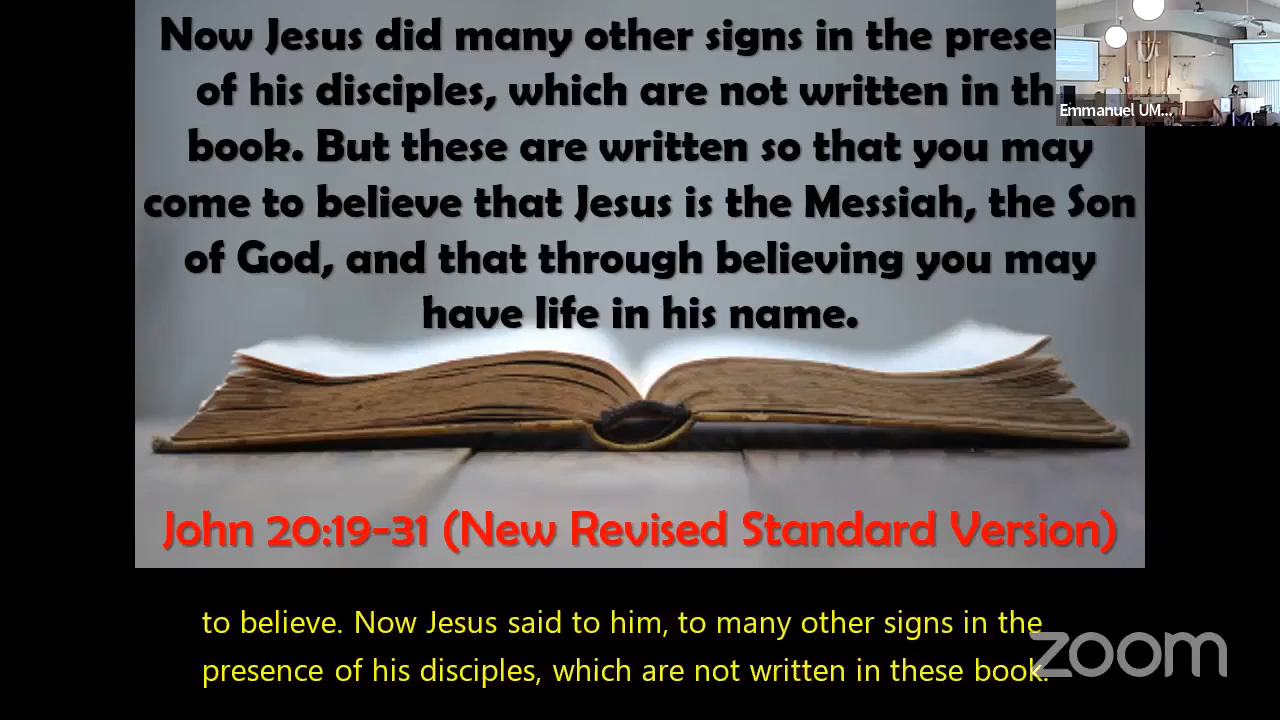 Now Jesus did many other signs in the
of his disciples, which are not written in
book. But these are written so that you may
come to believe that Jesus is the Messiah, the Son
of God, and that through believing you may
have life in his name.
Emmanuel UM...
John 20:19-31 (New Revised Standard Version)
to believe. Now Jesus said to him, to many other signs in the
presence of his disciples, which are not written in these book.
zoom